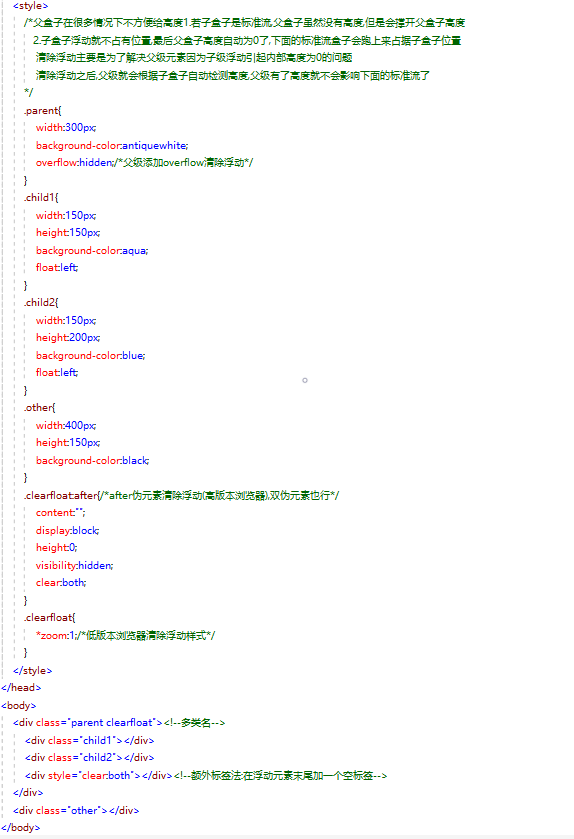 <style>
/*父盒子在很多情况下不方便给高度1.若子盒子是标准流,父盒子虽然没有高度,但是会撑开父盒子高度
2.子盒子浮动就不占有位置,最后父盒子高度自动为0了,下面的标准流盒子会跑上来占据子盒子位置
清除浮动主要是为了解决父级元素因为子级浮动引起内部高度为0的问题
清除浮动之后,父级就会根据子盒子自动检测高度,父级有了高度就不会影响下面的标准流了
*/
.parent{
width:300px;
background-color:antiquewhite;
overflow:hidden;/*父级添加overflow清除浮动*/
}
.child1{
width:150px;
height:150px;
background-color:aqua;
float:left;
}
.child2{
width:150px;
height:200px;
background-color:blue;
float:left;
}
.other{
width:400px;
height:150px;
background-color:black;
}
.clearfloat:after{/*after伪元素清除浮动(高版本浏览器),双伪元素也行*/
content:"";
display:block;
height:0;
visibility:hidden;
clear:both;
}
.clearfloat{
*zoom:1;/*低版本浏览器清除浮动样式*/
}
</style>
</head>
<body>
<div class="parent clearfloat"><!--多类名-->
<div class="child1"></div>
<div class="child2"></div>
<div style="clear:both"></div><!--额外标签法:在浮动元素末尾加一个空标签-->
</div>
<div class="other"></div>
</body>